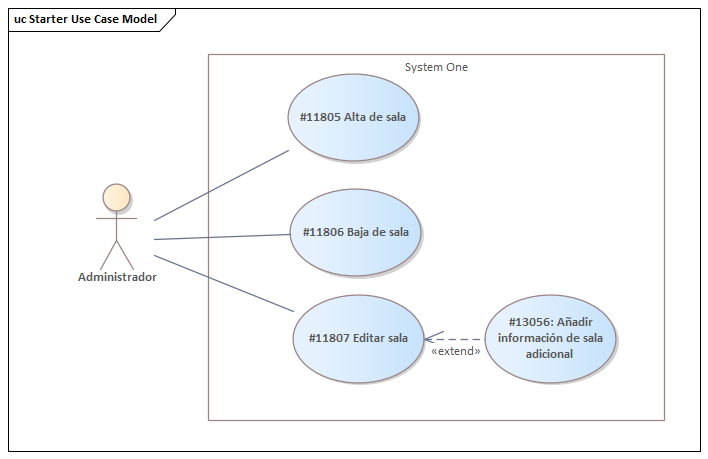 uc Starter Use Case Model
System One
#11805 Alta de sala
#11806 Baja de sala
Administrador
#11807 Editar sala
«extend»
#13056: Añadir
información de sala
adicional